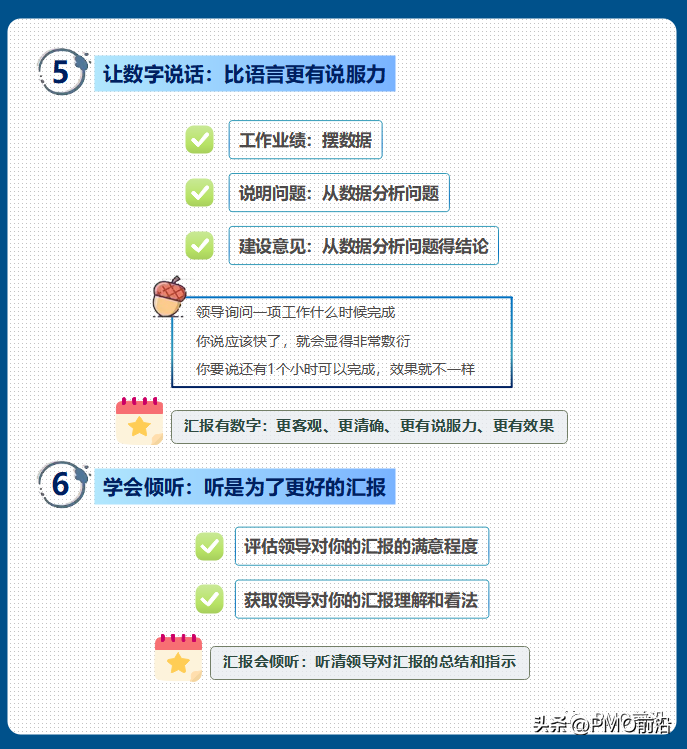 5
让数字说话：比语言更有说服力
工作业绩：摆数据
说明问题：从数据分析问题
建设意见：从数据分析问题得结论
领导询问一项工作什么时候完成
你说应该快了，就会显得非常敷衍
你要说还有1个小时可以完成，效果就不一样
汇报有数字：更客观、更清确、更有说服力、更有效果
6
学会倾听：听是为了更好的汇报
评估领导对你的汇报的满意程度
获取领导对你的汇报理解和看法
汇报会倾听：听清领导对汇报的总结和指示
PMO前沿
头条 @PMO前沿